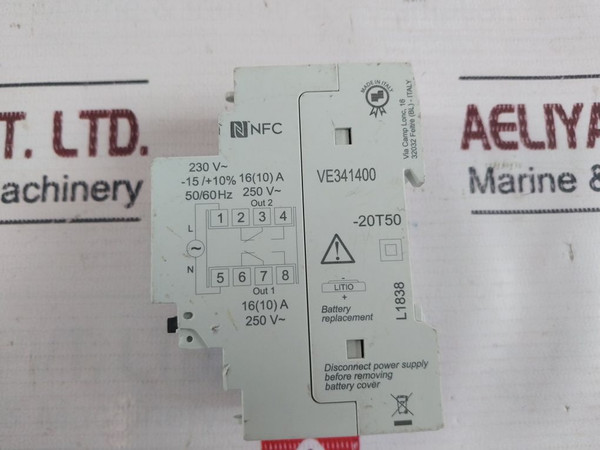 T. LTD.
achinery
AELIYA
Marine &
NFC
230 V~
-15 /+10%
50/60Hz
16(10) A
250 V~
Out 2
L
1 2 3 4
~
N
5 6 7 8
Out 1
16(10) A
250 V~
MADE IN ITALY
Via Camp Lonc, 16
32032 Feltre (BL) - ITALY
VE341400
-20T50
-
LITIO
+
Battery
replacement
L1838
Disconnect power supply
before removing
battery cover